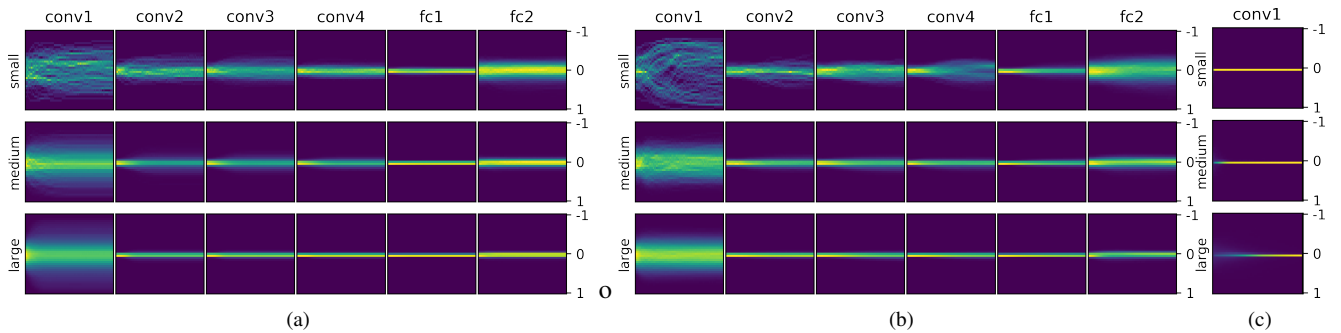 conv1 conv2 conv3 conv4 fc1 fc2
small -1 0 1
medium -1 0 1
large -1 0 1
(a)
o
conv1 conv2 conv3 conv4 fc1 fc2
small -1 0 1
medium -1 0 1
large -1 0 1
(b)
conv1
small -1 0 1
medium -1 0 1
large -1 0 1
(c)